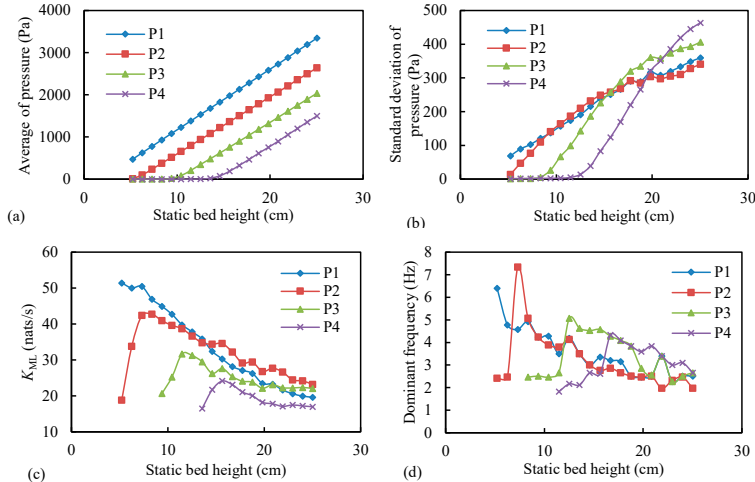 4000
3000
2000
1000
0
0 10 20 30
Average of pressure (Pa)
Static bed height (cm)
P1
P2
P3
P4
(a)
500
400
300
200
100
0
0 10 20 30
Standard deviation of
pressure (Pa)
Static bed height (cm)
P1
P2
P3
P4
(b)
60
50
40
30
20
10
0 10 20 30
K_ML (nats/s)
Static bed height (cm)
P1
P2
P3
P4
(c)
8
7
6
5
4
3
2
1
0
0 10 20 30
Dominant frequency (Hz)
Static bed height (cm)
P1
P2
P3
P4
(d)